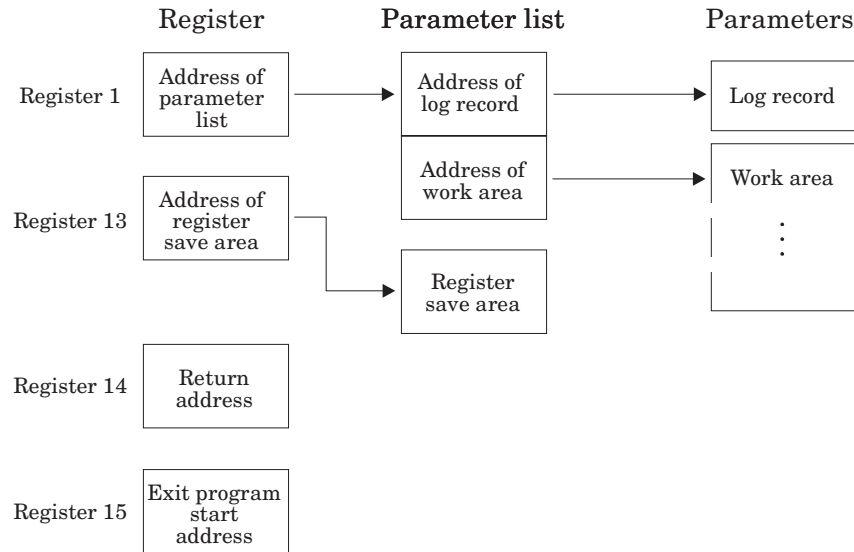 Register
Parameter list
Parameters
Register 1
Address of
parameter
list
Address of
log record
Log record
Address of
work area
Work area
Register 13
Address of
register
save area
Register
save area
Register 14
Return
address
Register 15
Exit program
start
address